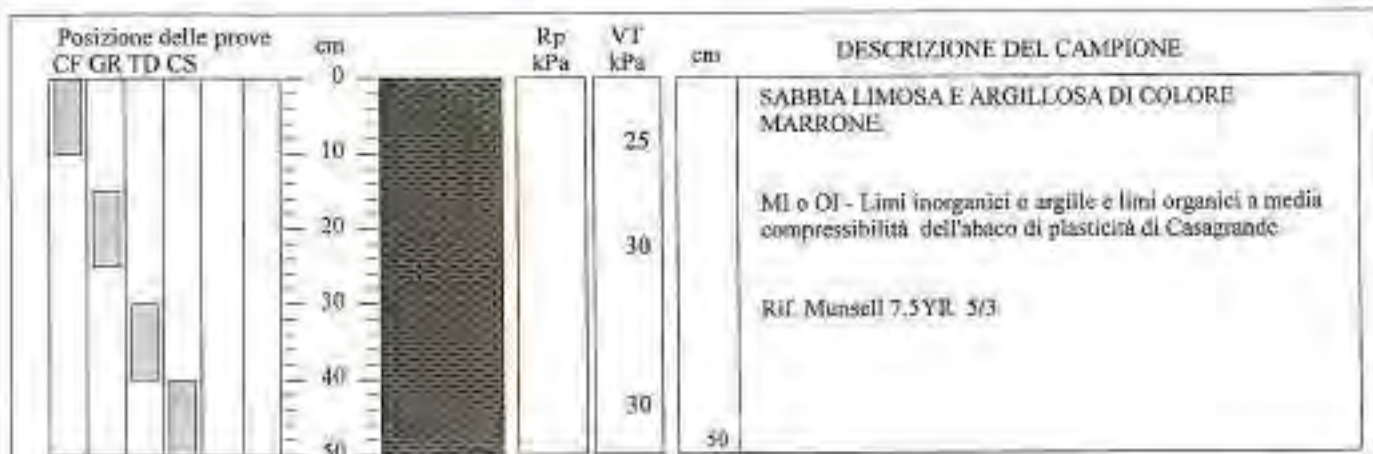 Posizione delle prove
CF GR TD CS
cm
0
10
20
30
40
50
Rp
kPa
VT
kPa
25
30
30
cm
50
DESCRIZIONE DEL CAMPIONE
SABBIA LIMOSA E ARGILLOSA DI COLORE
MARRONE.
MI o OI - Limi inorganici o argille e limi organici a media
compressibilità dell'abaco di plasticità di Casagrande
Rif. Munsell 7.5YR 5/3